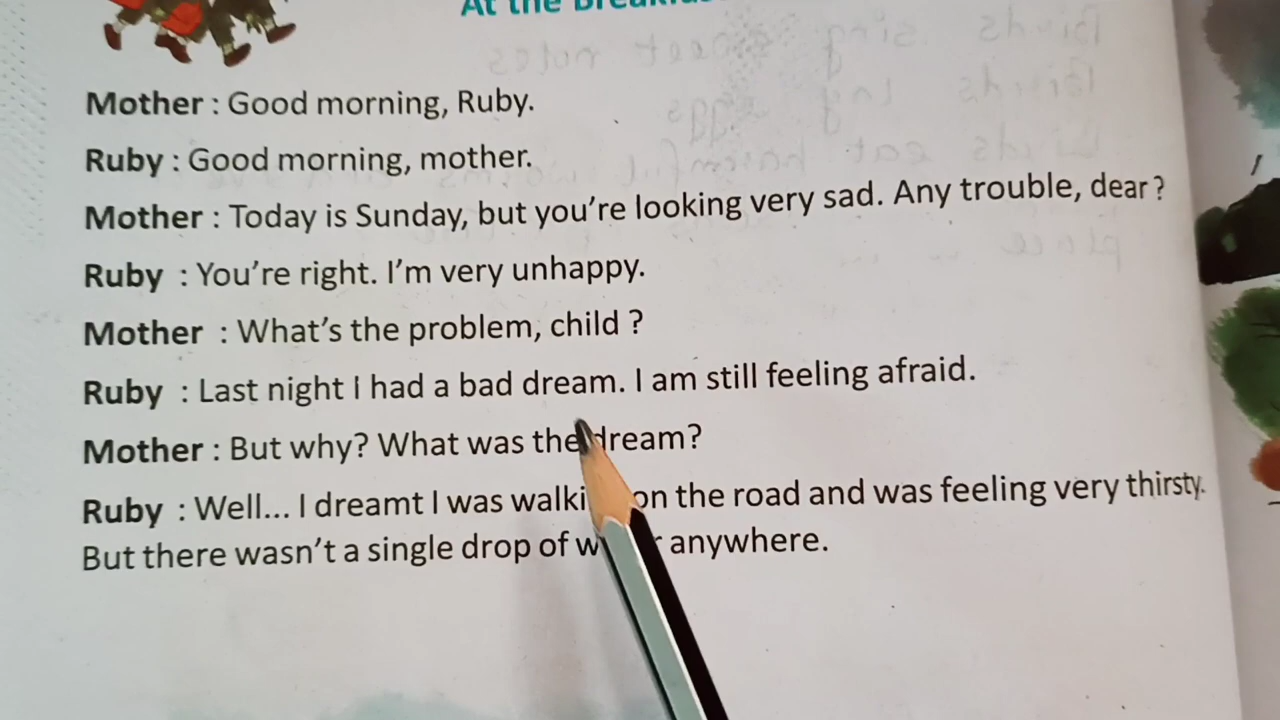 At the
Mother : Good morning, Ruby.
Ruby : Good morning, mother.
Mother : Today is Sunday, but you're looking very sad. Any trouble, dear ?
Ruby : You're right. I'm very unhappy.
Mother : What's the problem, child ?
Ruby : Last night I had a bad dream. I am still feeling afraid.
Mother : But why? What was the dream?
Ruby : Well... I dreamt I was on the road and was feeling very thirsty.
But there wasn't a single drop of anywhere.